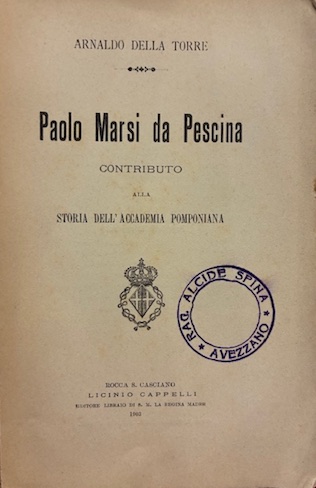 ARNALDO DELLA TORRE
Paolo Marsi da Pescina
CONTRIBUTO
ALLA
STORIA DELL'ACCADEMIA POMPONIANA
* RAG. ALCIDE SPINA *
AVEZZANO
ROCCA S. CASCIANO
LICINIO CAPPELLI
EDITORE LIBRAIO DI S. M. LA REGINA MADRE
1903